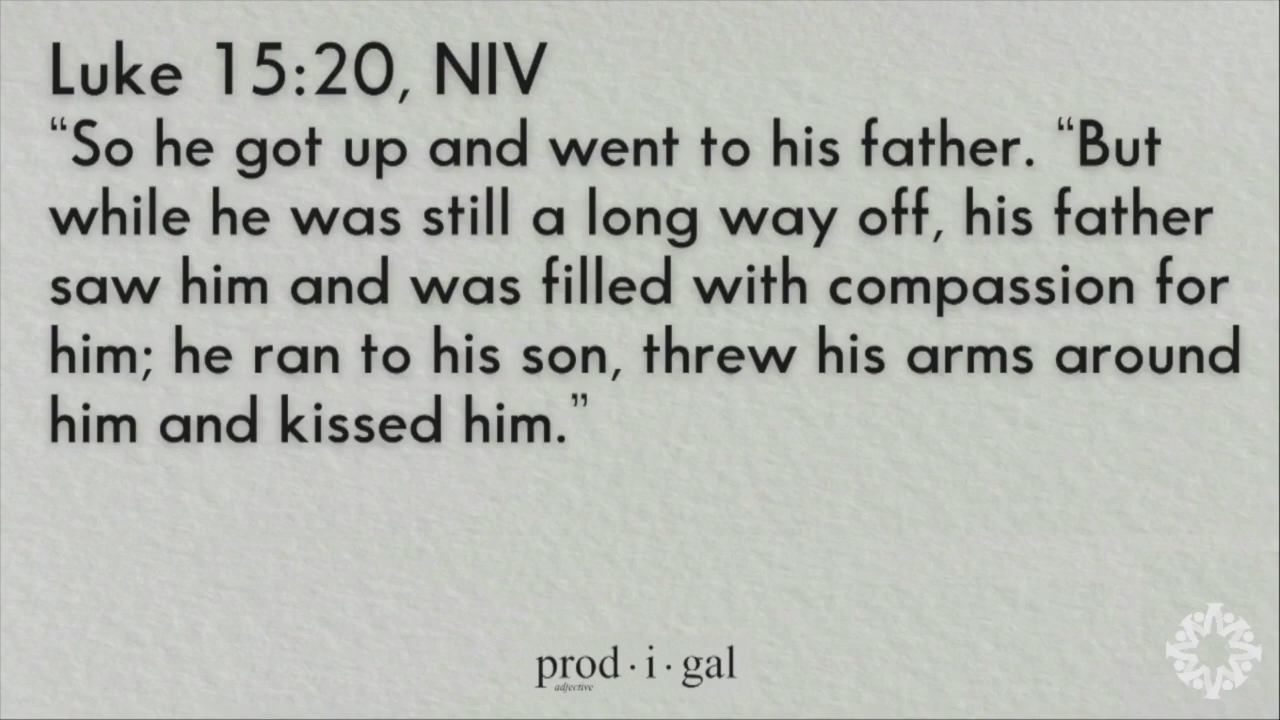 Luke 15:20, NIV
“So he got up and went to his father. “But
while he was still a long way off, his father
saw him and was filled with compassion for
him; he ran to his son, threw his arms around
him and kissed him.”
prod · i · gal
adjective